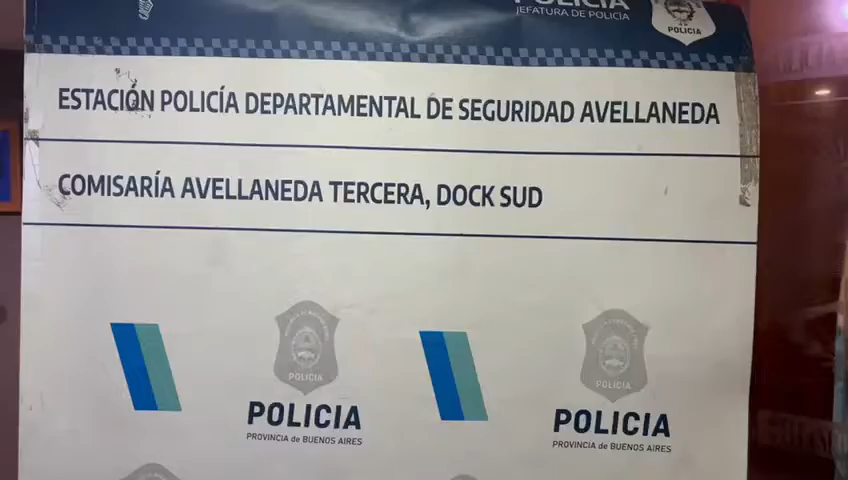 POLICIA
JEFATURA DE POLICIA
POLICIA
ESTACIÓN POLICÍA DEPARTAMENTAL DE SEGURIDAD AVELLANEDA
COMISARÍA AVELLANEDA TERCERA, DOCK SUD
POLICIA
POLICIA
POLICIA
PROVINCIA de BUENOS AIRES
POLICIA
PROVINCIA de BUENOS AIRES